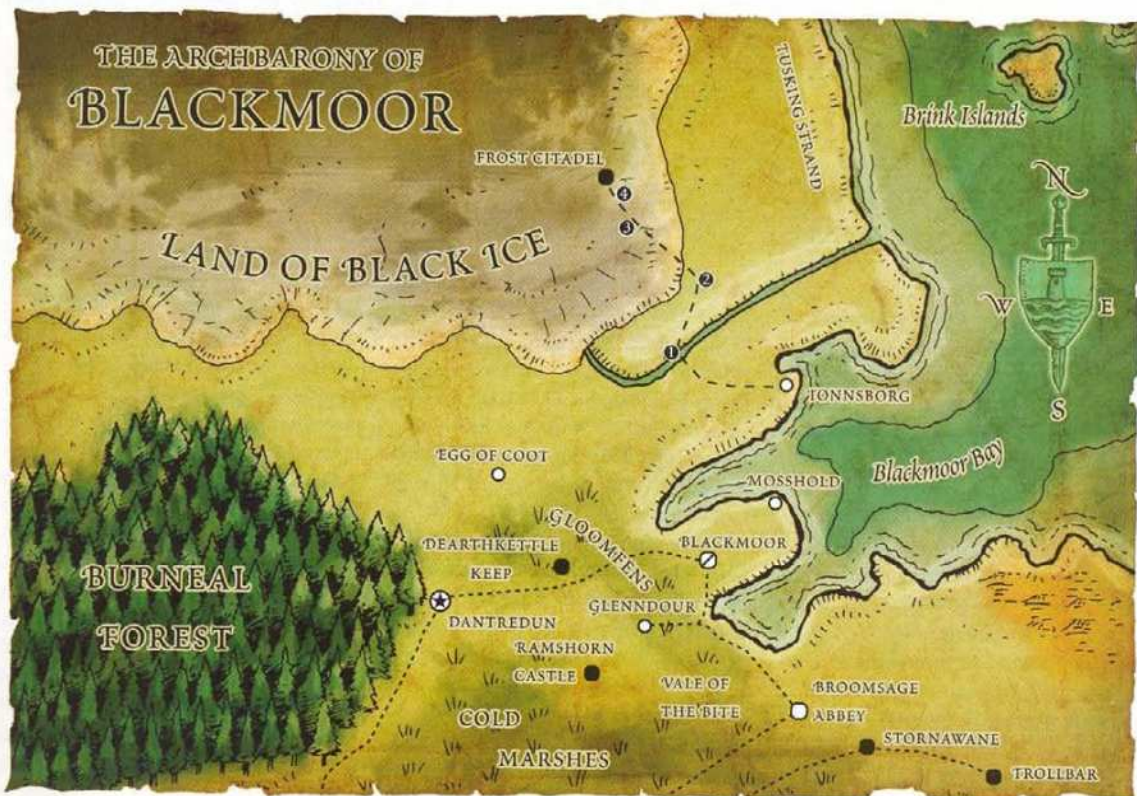 THE ARCHBARONY OF
BLACKMOOR
TUSKING STRAND
Brink Islands
FROST CITADEL
4
3
LAND OF BLACK ICE
2
N
W
E
S
1
TONNSBORG
EGG OF COOT
Blackmoor Bay
MOSSHOLD
GLOOMFENS
DEARTHKETTLE
KEEP
BLACKMOOR
BURNEAL
FOREST
DANTREDUN
GLENNDOUR
RAMSHORN
CASTLE
VALE OF
THE BITE
BROOMSAGE
ABBEY
COLD
MARSHES
STORNAWANE
TROLLBAR